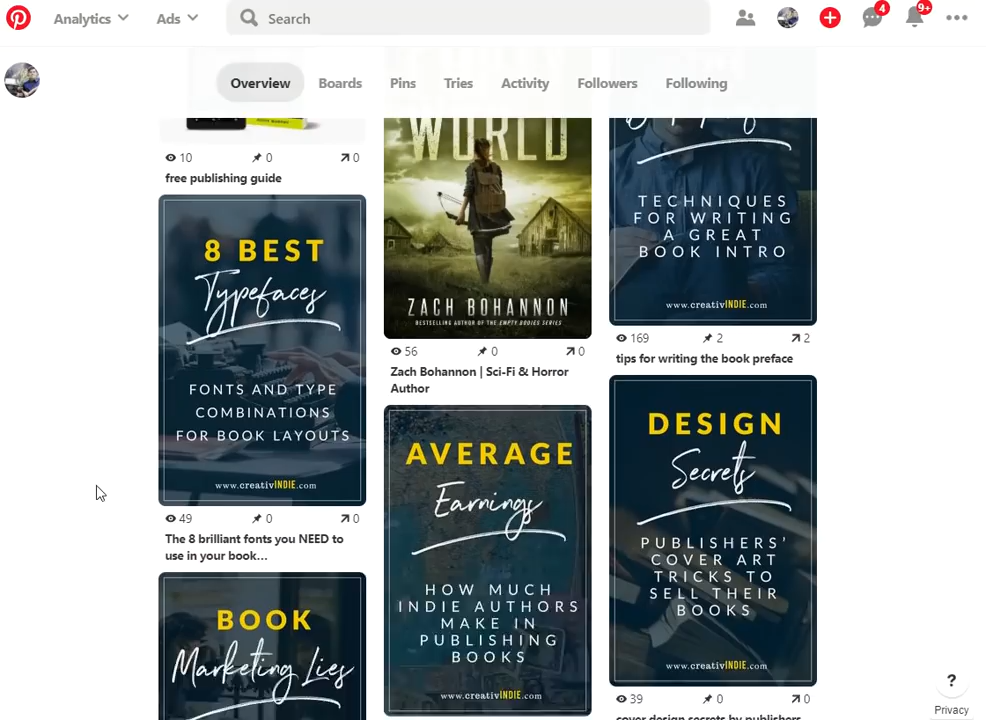 Analytics
Ads
Search
4
9+
Overview
Boards
Pins
Tries
Activity
Followers
Following
10
0
0
free publishing guide
8 BEST
Typefaces
FONTS AND TYPE
COMBINATIONS
FOR BOOK LAYOUTS
www.creativINDIE.com
49
0
0
The 8 brilliant fonts you NEED to
use in your book...
BOOK
Marketing Lies
WORLD
ZACH BOHANNON
BESTSELLING AUTHOR OF THE EMPTY BODIES SERIES
56
0
0
Zach Bohannon | Sci-Fi & Horror
Author
AVERAGE
Earnings
HOW MUCH
INDIE AUTHORS
MAKE IN
PUBLISHING
BOOKS
www.creativINDIE.com
TECHNIQUES
FOR WRITING
A GREAT
BOOK INTRO
www.creativINDIE.com
169
2
2
tips for writing the book preface
DESIGN
Secrets
PUBLISHERS'
COVER ART
TRICKS TO
SELL THEIR
BOOKS
www.creativINDIE.com
39
0
0
cover design secrets by publishers
?
Privacy